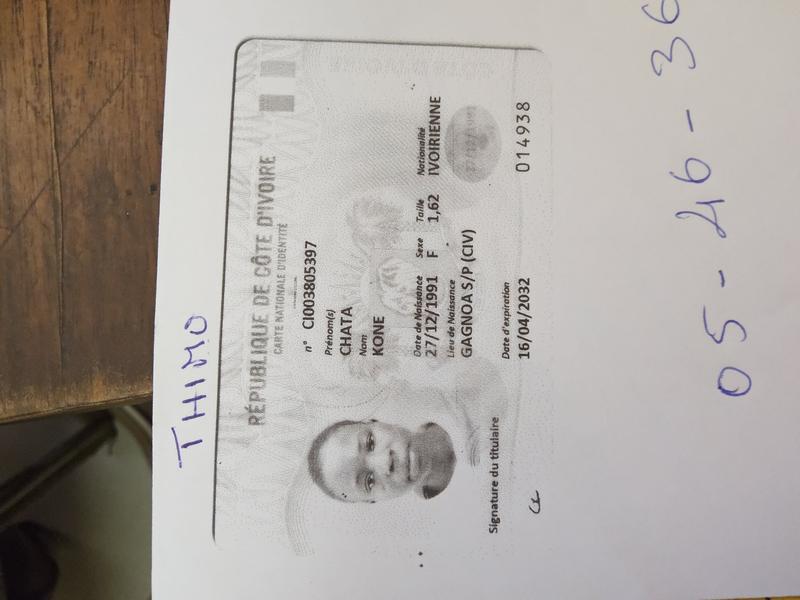 THIMO
RÉPUBLIQUE DE CÔTE D'IVOIRE
CARTE NATIONALE D'IDENTITÉ
n° CI003805397
Prénom(s)
CHATA
Nom
KONE
Date de Naissance Sexe Taille Nationalité
27/12/1991 F 1,62 IVOIRIENNE
Lieu de Naissance
GAGNOA S/P (CIV)
Date d'expiration
16/04/2032 014938
Signature du titulaire
05-46-36